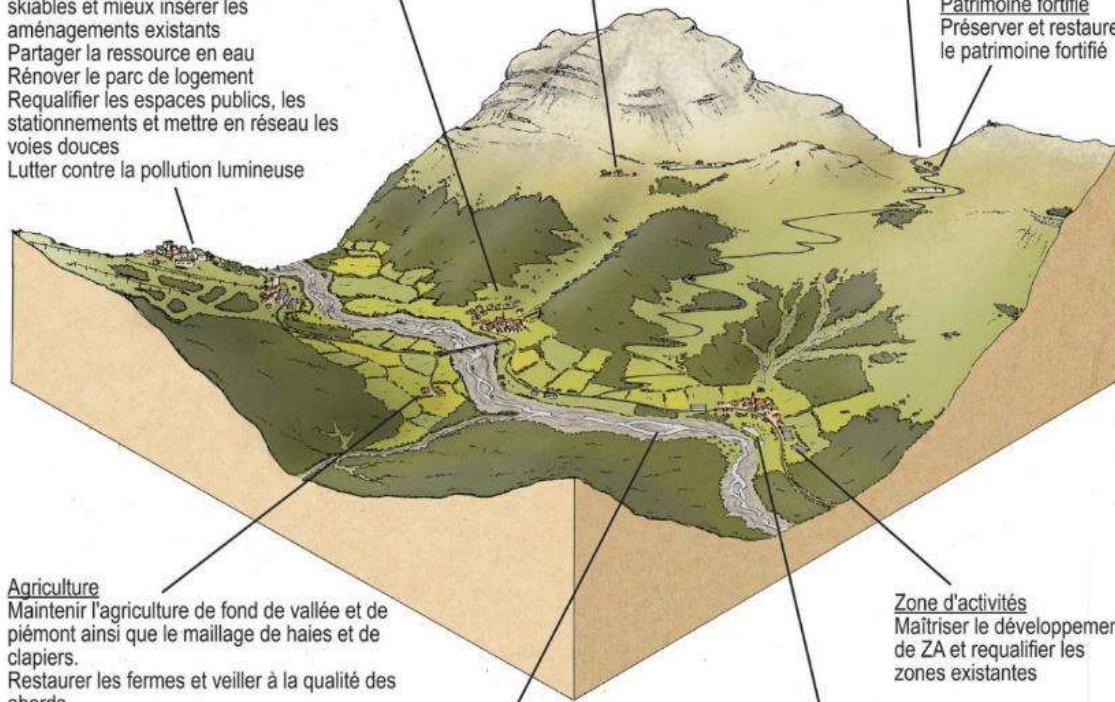 skiables et mieux insérer les
aménagements existants
Partager la ressource en eau
Rénover le parc de logement
Requalifier les espaces publics, les
stationnements et mettre en réseau les
voies douces
Lutter contre la pollution lumineuse
Patrimoine fortifié
Préserver et restaure
le patrimoine fortifié
Agriculture
Maintenir l'agriculture de fond de vallée et de
piémont ainsi que le maillage de haies et de
clapiers.
Restaurer les fermes et veiller à la qualité des
abords
Zone d'activités
Maîtriser le développemen
de ZA et requalifier les
zones existantes